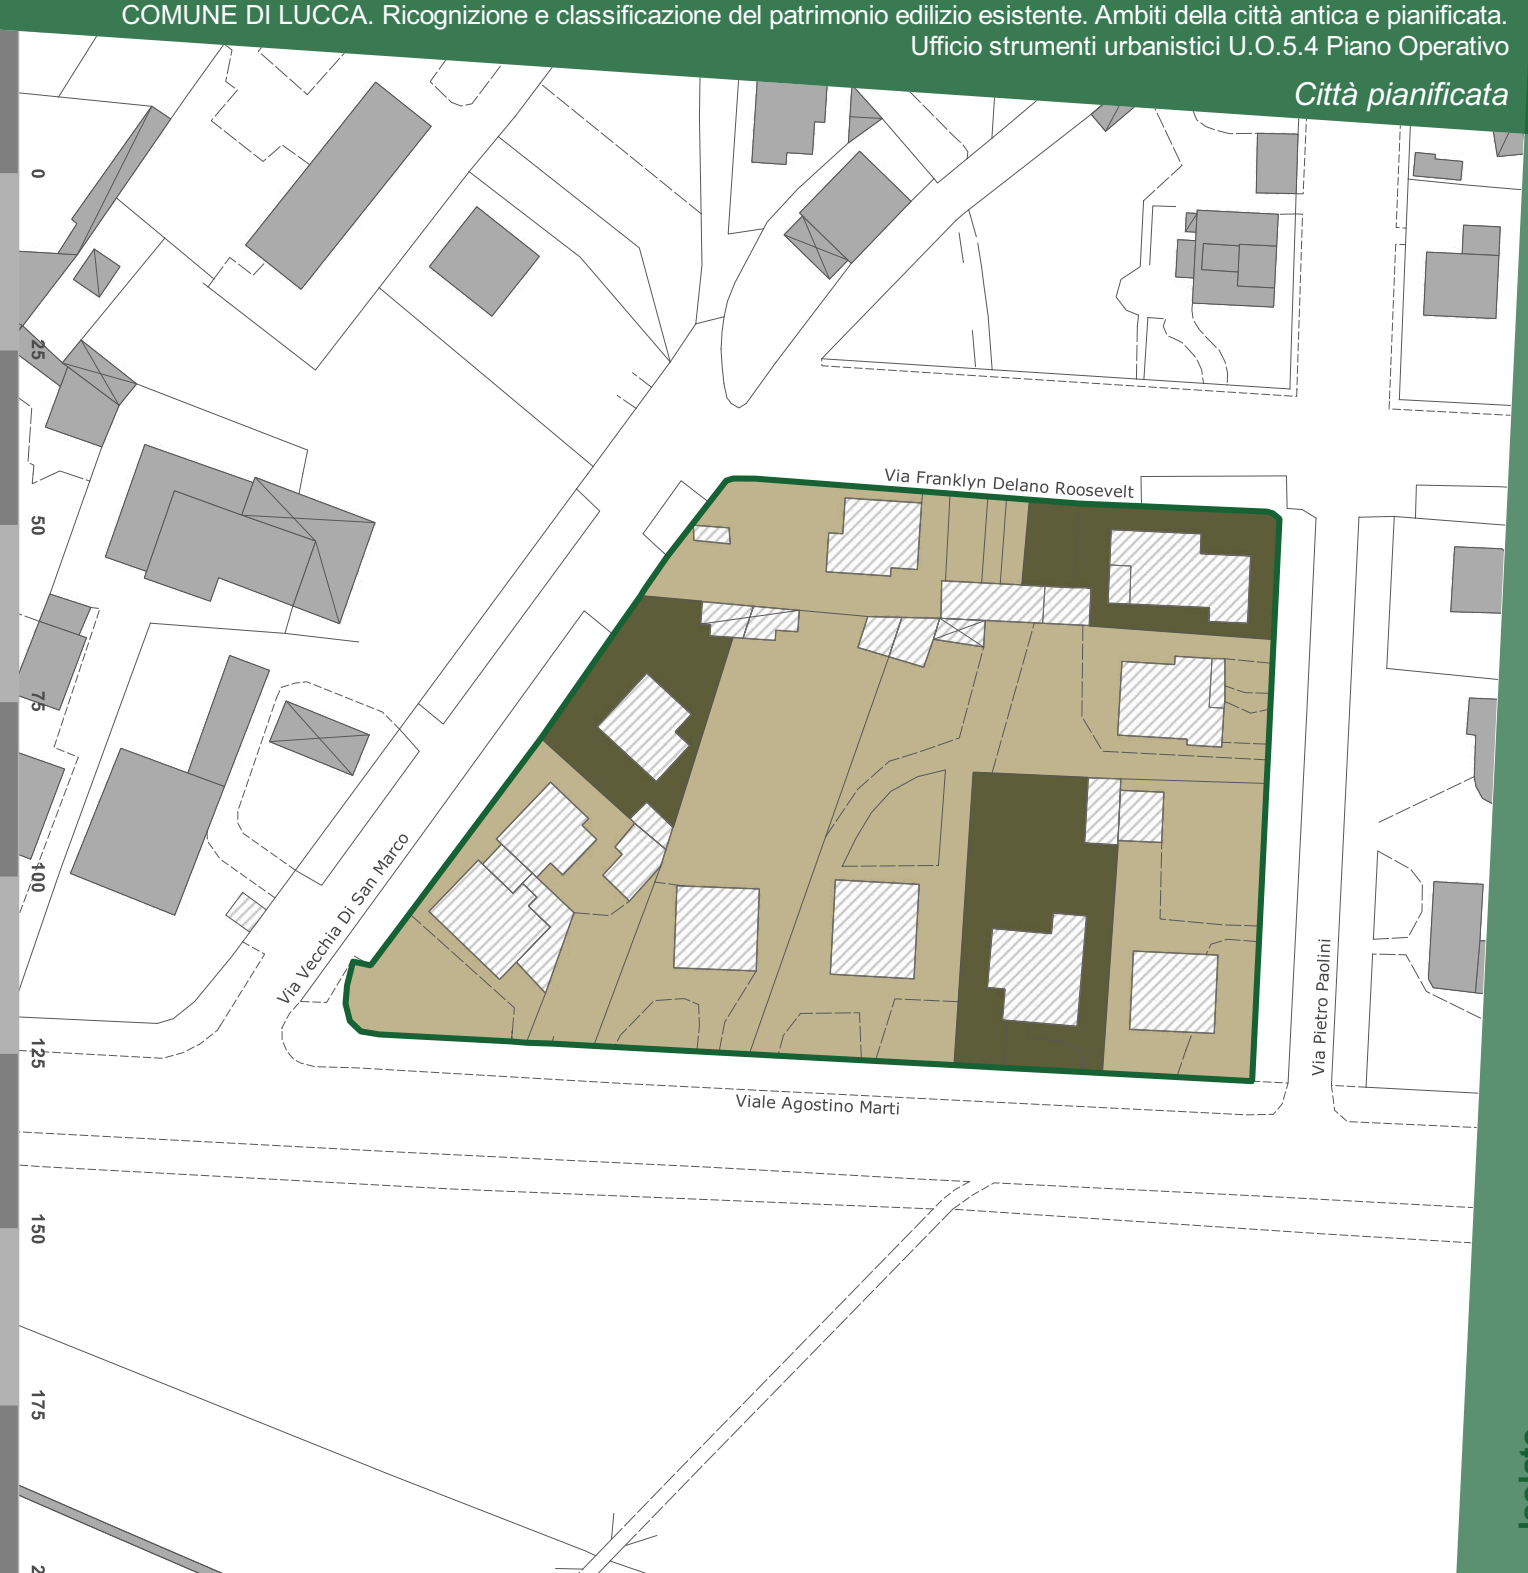 COMUNE DI LUCCA. Ricognizione e classificazione del patrimonio edilizio esistente. Ambiti della città antica e pianificata.
Ufficio strumenti urbanistici U.O.5.4 Piano Operativo
Città pianificata
0
25
50
75
100
125
150
175
Via Franklyn Delano Roosevelt
Via Vecchia Di San Marco
Via Pietro Paolini
Viale Agostino Marti